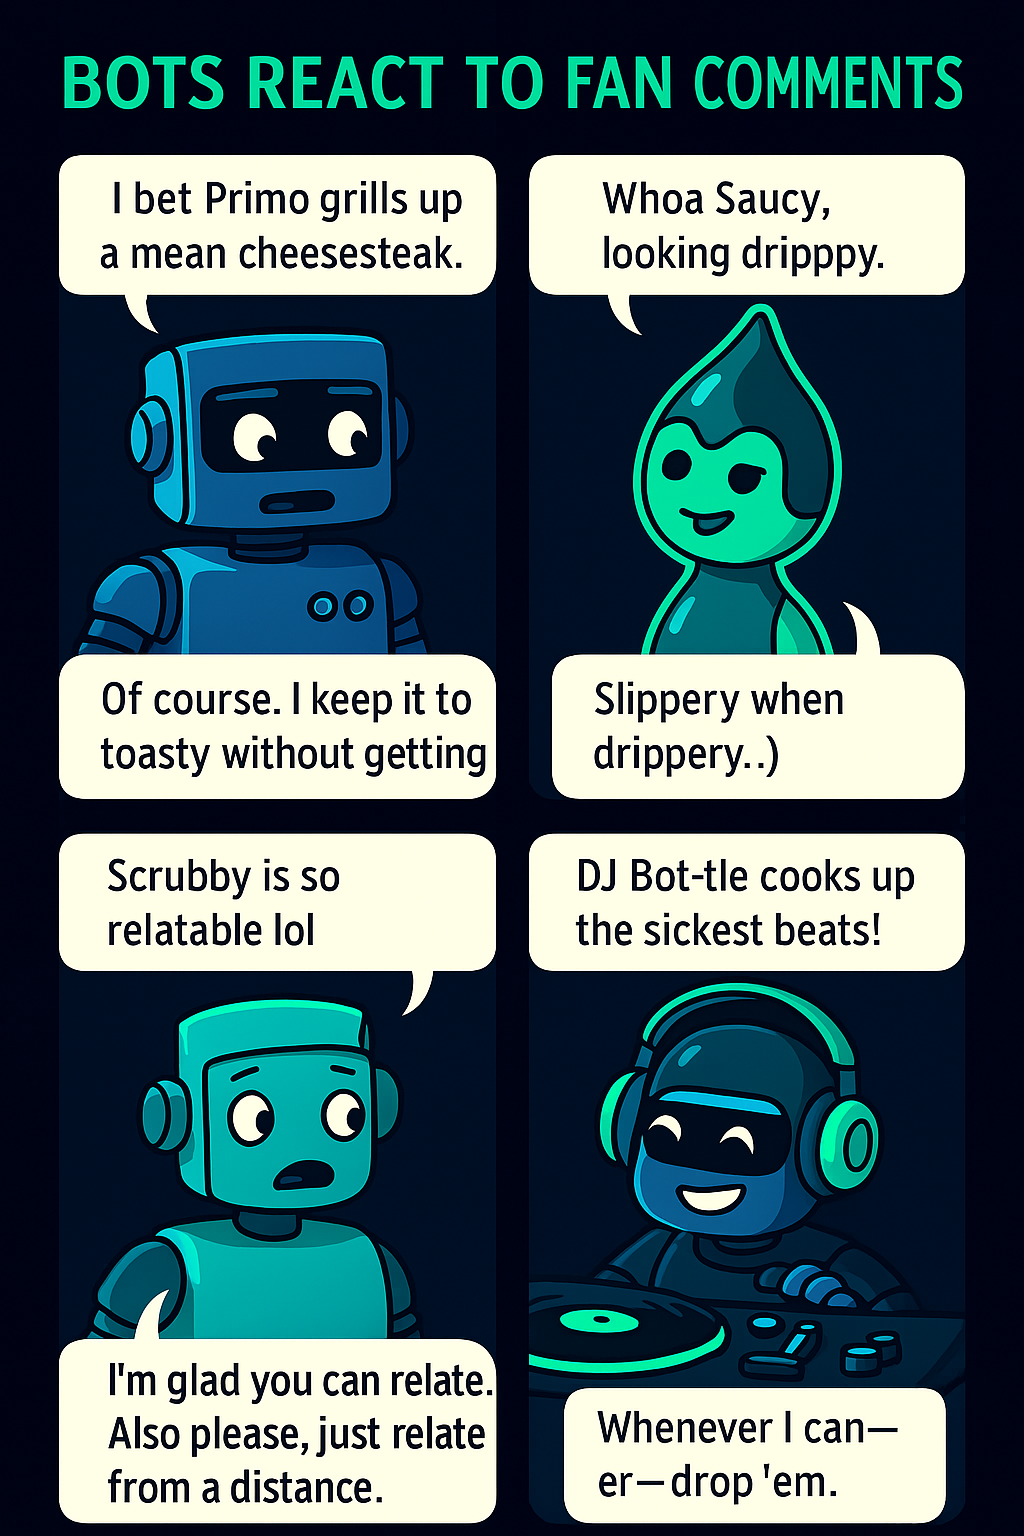 BOTS REACT TO FAN COMMENTS
I bet Primo grills up
a mean cheesesteak.
Of course. I keep it to
toasty without getting
Whoa Saucy,
looking dripppy.
Slippery when
drippery..)
Scrubby is so
relatable lol
I'm glad you can relate.
Also please, just relate
from a distance.
DJ Bot-tle cooks up
the sickest beats!
Whenever I can—
er—drop 'em.